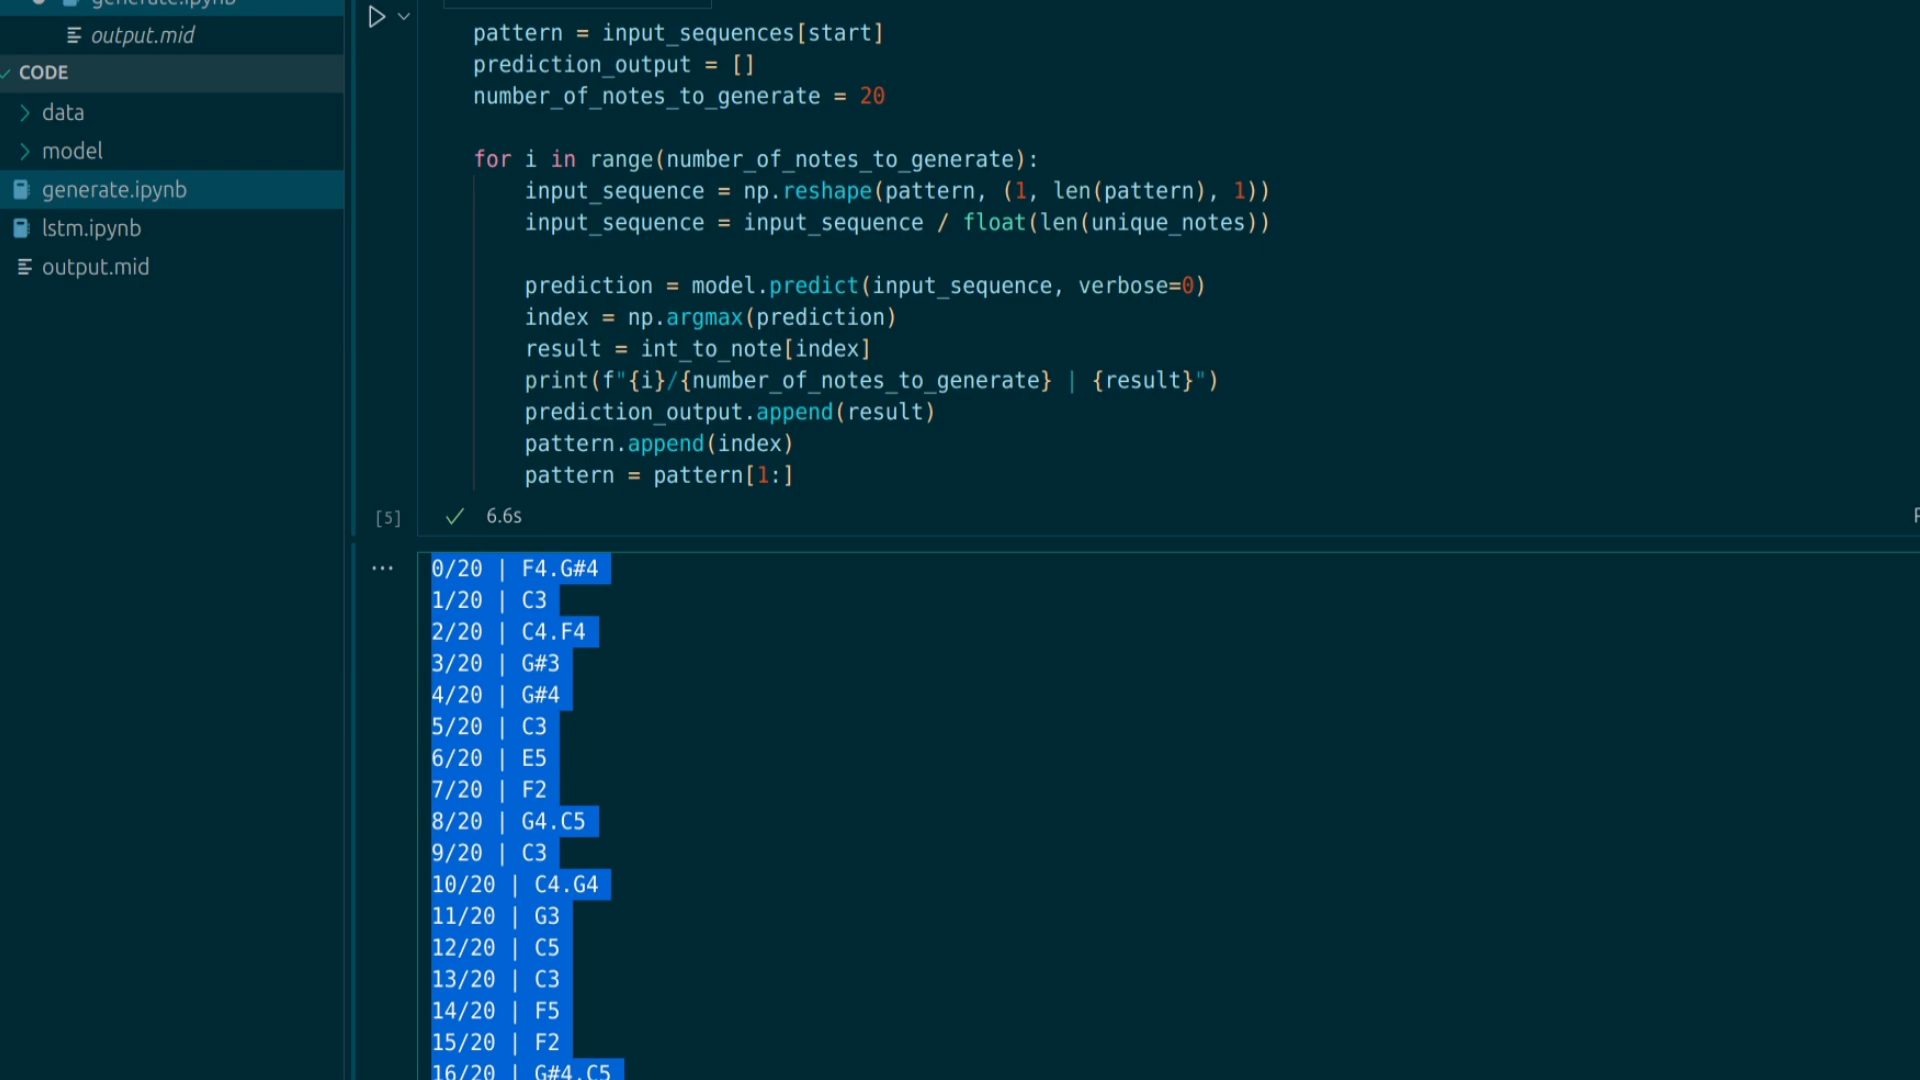 generate.ipynb
output.mid
CODE
data
model
generate.ipynb
lstm.ipynb
output.mid
pattern = input_sequences[start]
prediction_output = []
number_of_notes_to_generate = 20
for i in range(number_of_notes_to_generate):
    input_sequence = np.reshape(pattern, (1, len(pattern), 1))
    input_sequence = input_sequence / float(len(unique_notes))
    prediction = model.predict(input_sequence, verbose=0)
    index = np.argmax(prediction)
    result = int_to_note[index]
    print(f"{i}/{number_of_notes_to_generate} | {result}")
    prediction_output.append(result)
    pattern.append(index)
    pattern = pattern[1:]
[5]
6.6s
...
0/20 | F4.G#4
1/20 | C3
2/20 | C4.F4
3/20 | G#3
4/20 | G#4
5/20 | C3
6/20 | E5
7/20 | F2
8/20 | G4.C5
9/20 | C3
10/20 | C4.G4
11/20 | G3
12/20 | C5
13/20 | C3
14/20 | F5
15/20 | F2
16/20 | G#4.C5